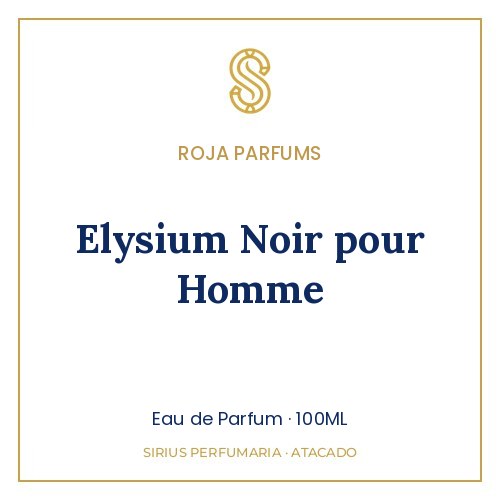 ROJA PARFUMS
Elysium Noir pour
Homme
Eau de Parfum · 100ML
SIRIUS PERFUMARIA · ATACADO